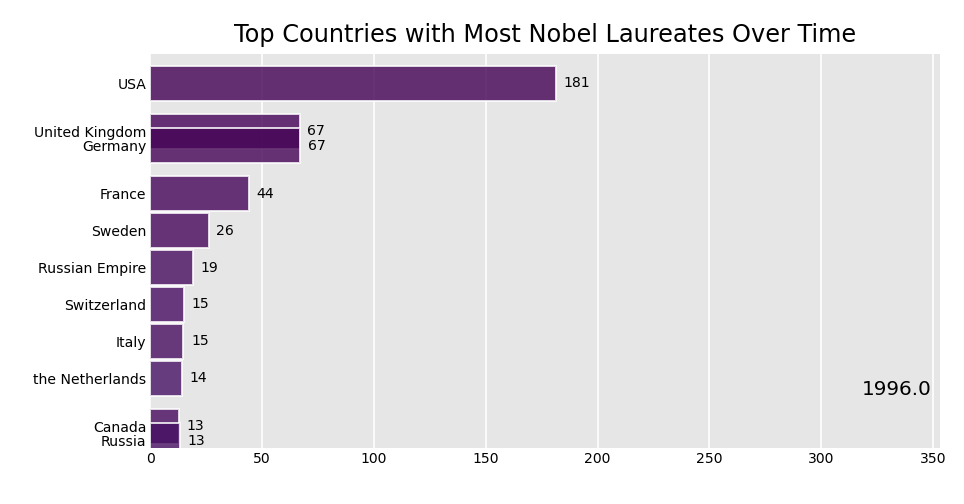 Top Countries with Most Nobel Laureates Over Time
USA 181
United Kingdom 67
Germany 67
France 44
Sweden 26
Russian Empire 19
Switzerland 15
Italy 15
the Netherlands 14
1996.0
Canada 13
Russia 13
0 50 100 150 200 250 300 350